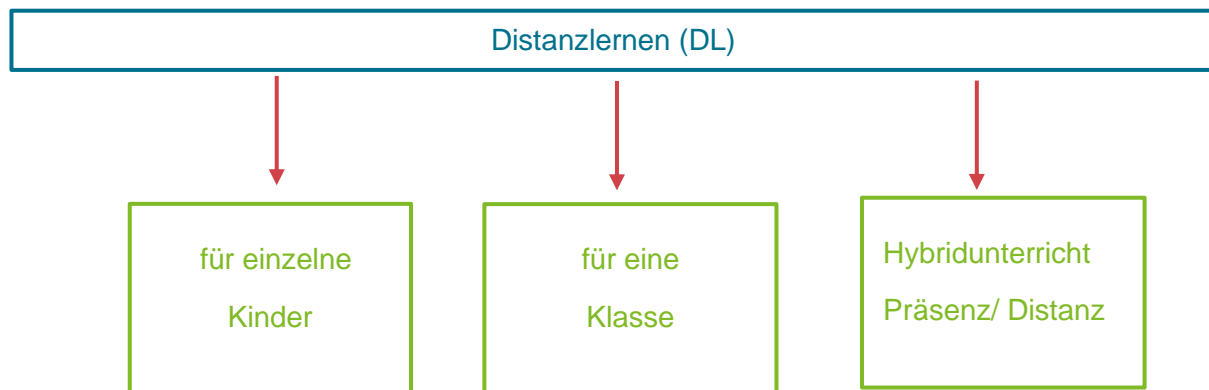 Distanzlernen (DL)
für einzelne
Kinder
für eine
Klasse
Hybridunterricht
Präsenz/ Distanz